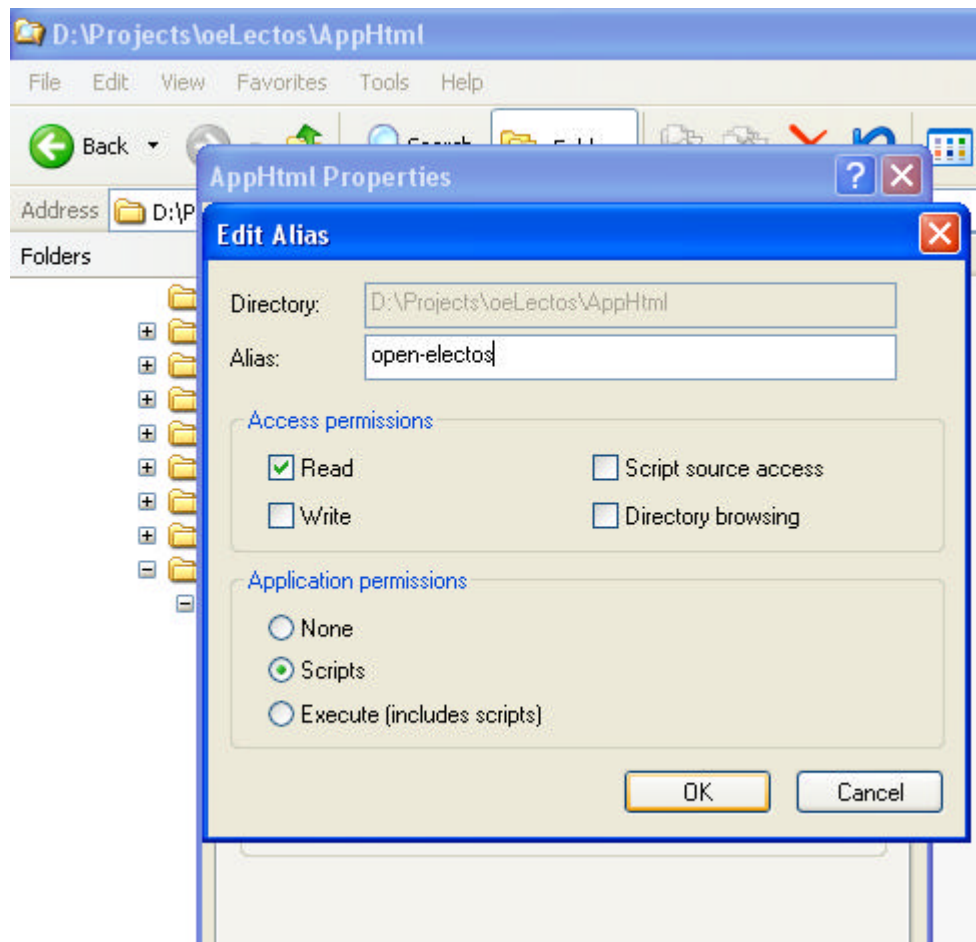 D:\Projects\oeLectos\AppHtml
File Edit View Favorites Tools Help
Back
AppHtml Properties
Address D:\P
Edit Alias
Folders
Directory: D:\Projects\oeLectos\AppHtml
Alias: open-electos
Access permissions
Read Script source access
Write Directory browsing
Application permissions
None
Scripts
Execute (includes scripts)
OK Cancel